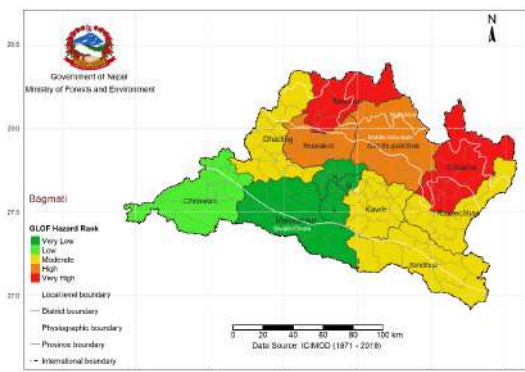 N
Government of Nepal
Ministry of Forests and Environment
28.5
28.0
27.5
27.0
Dhading
Nuwakot
Chitwan
Kavre
Sindhuli
Bagmati
GLOF Hazard Rank
Very Low
Low
Moderate
High
Very High
Local level boundary
District boundary
Physiographic boundary
Province boundary
International boundary
0 20 40 60 80 100 km
Data Source: ICIMOD (1971 - 2019)